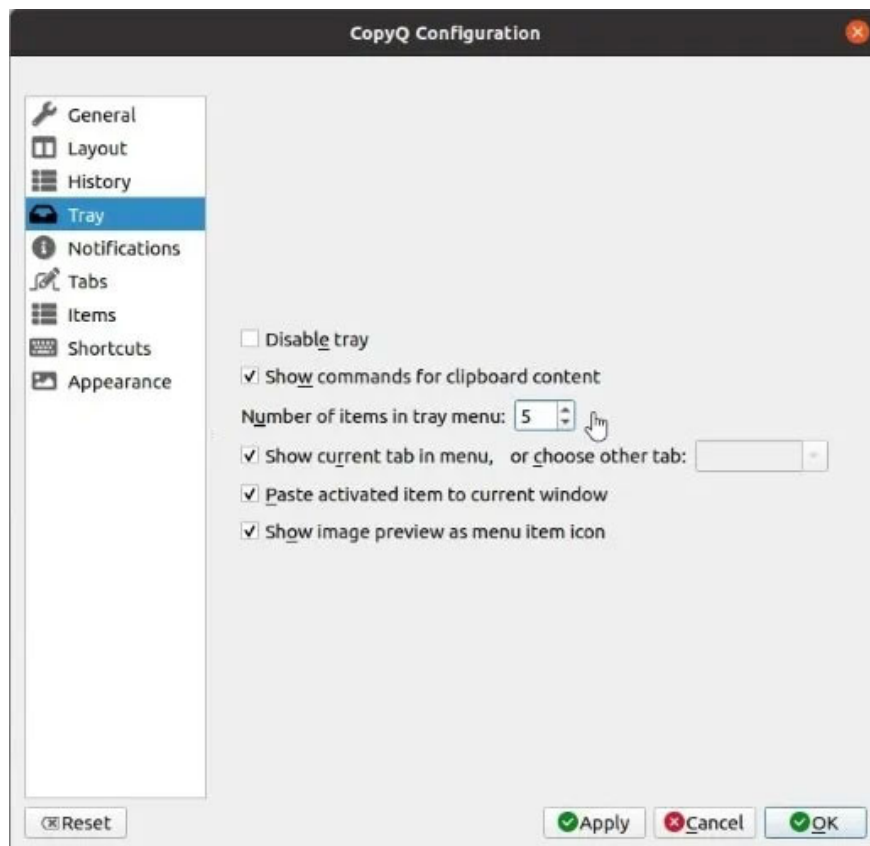 CopyQ Configuration
General
Layout
History
Tray
Notifications
Tabs
Items
Shortcuts
Appearance
Disable tray
Show commands for clipboard content
Number of items in tray menu: 5
Show current tab in menu, or choose other tab:
Paste activated item to current window
Show image preview as menu item icon
Reset
Apply Cancel OK